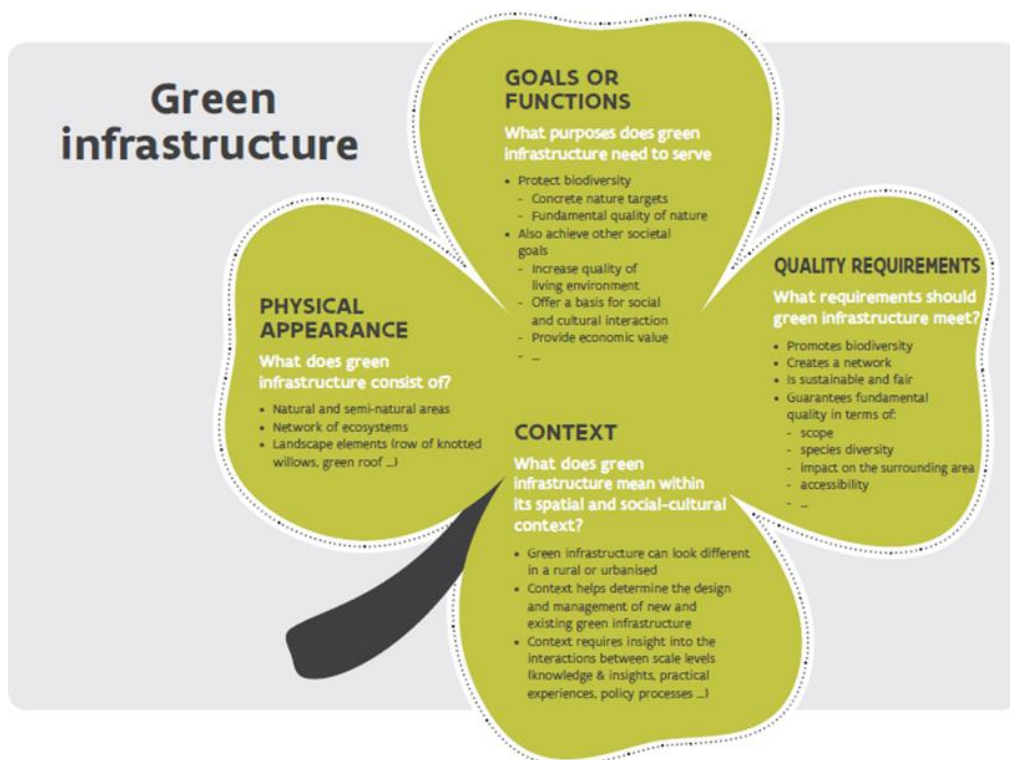 Green
infrastructure
GOALS OR
FUNCTIONS
What purposes does green
infrastructure need to serve
• Protect biodiversity
- Concrete nature targets
- Fundamental quality of nature
• Also achieve other societal
goals
- Increase quality of
living environment
- Offer a basis for social
and cultural interaction
- Provide economic value
- ...
PHYSICAL
APPEARANCE
What does green
infrastructure consist of?
• Natural and semi-natural areas
• Network of ecosystems
• Landscape elements (row of knotted
willows, green roof ...)
QUALITY REQUIREMENTS
What requirements should
green infrastructure meet?
• Promotes biodiversity
• Creates a network
• Is sustainable and fair
• Guarantees fundamental
quality in terms of:
- scope
- species diversity
- impact on the surrounding area
- accessibility
- ...
CONTEXT
What does green
infrastructure mean within
its spatial and social-cultural
context?
• Green infrastructure can look different
in a rural or urbanised
• Context helps determine the design
and management of new and
existing green infrastructure
• Context requires insight into the
interactions between scale levels
(knowledge & insights, practical
experiences, policy processes ...)